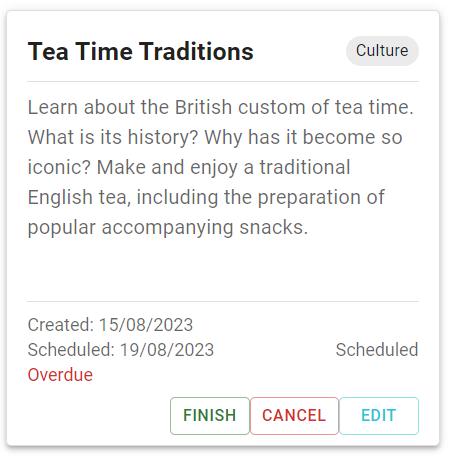 Tea Time Traditions
Culture
Learn about the British custom of tea time.
What is its history? Why has it become so
iconic? Make and enjoy a traditional
English tea, including the preparation of
popular accompanying snacks.
Created: 15/08/2023
Scheduled: 19/08/2023
Scheduled
Overdue
FINISH
CANCEL
EDIT